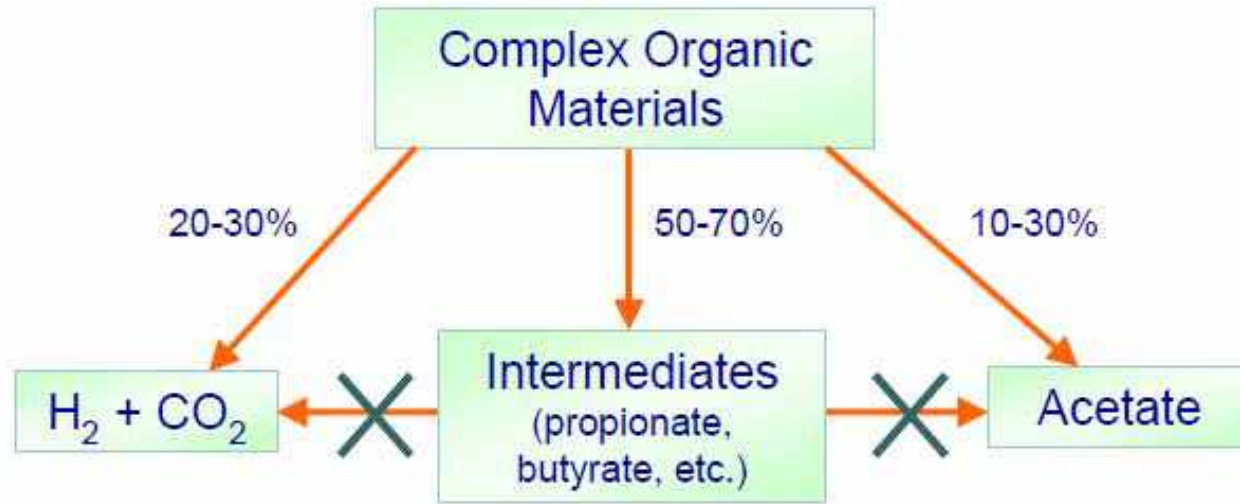 Complex Organic
Materials
20-30%
50-70%
10-30%
H₂ + CO₂
Intermediates
(propionate,
butyrate, etc.)
Acetate